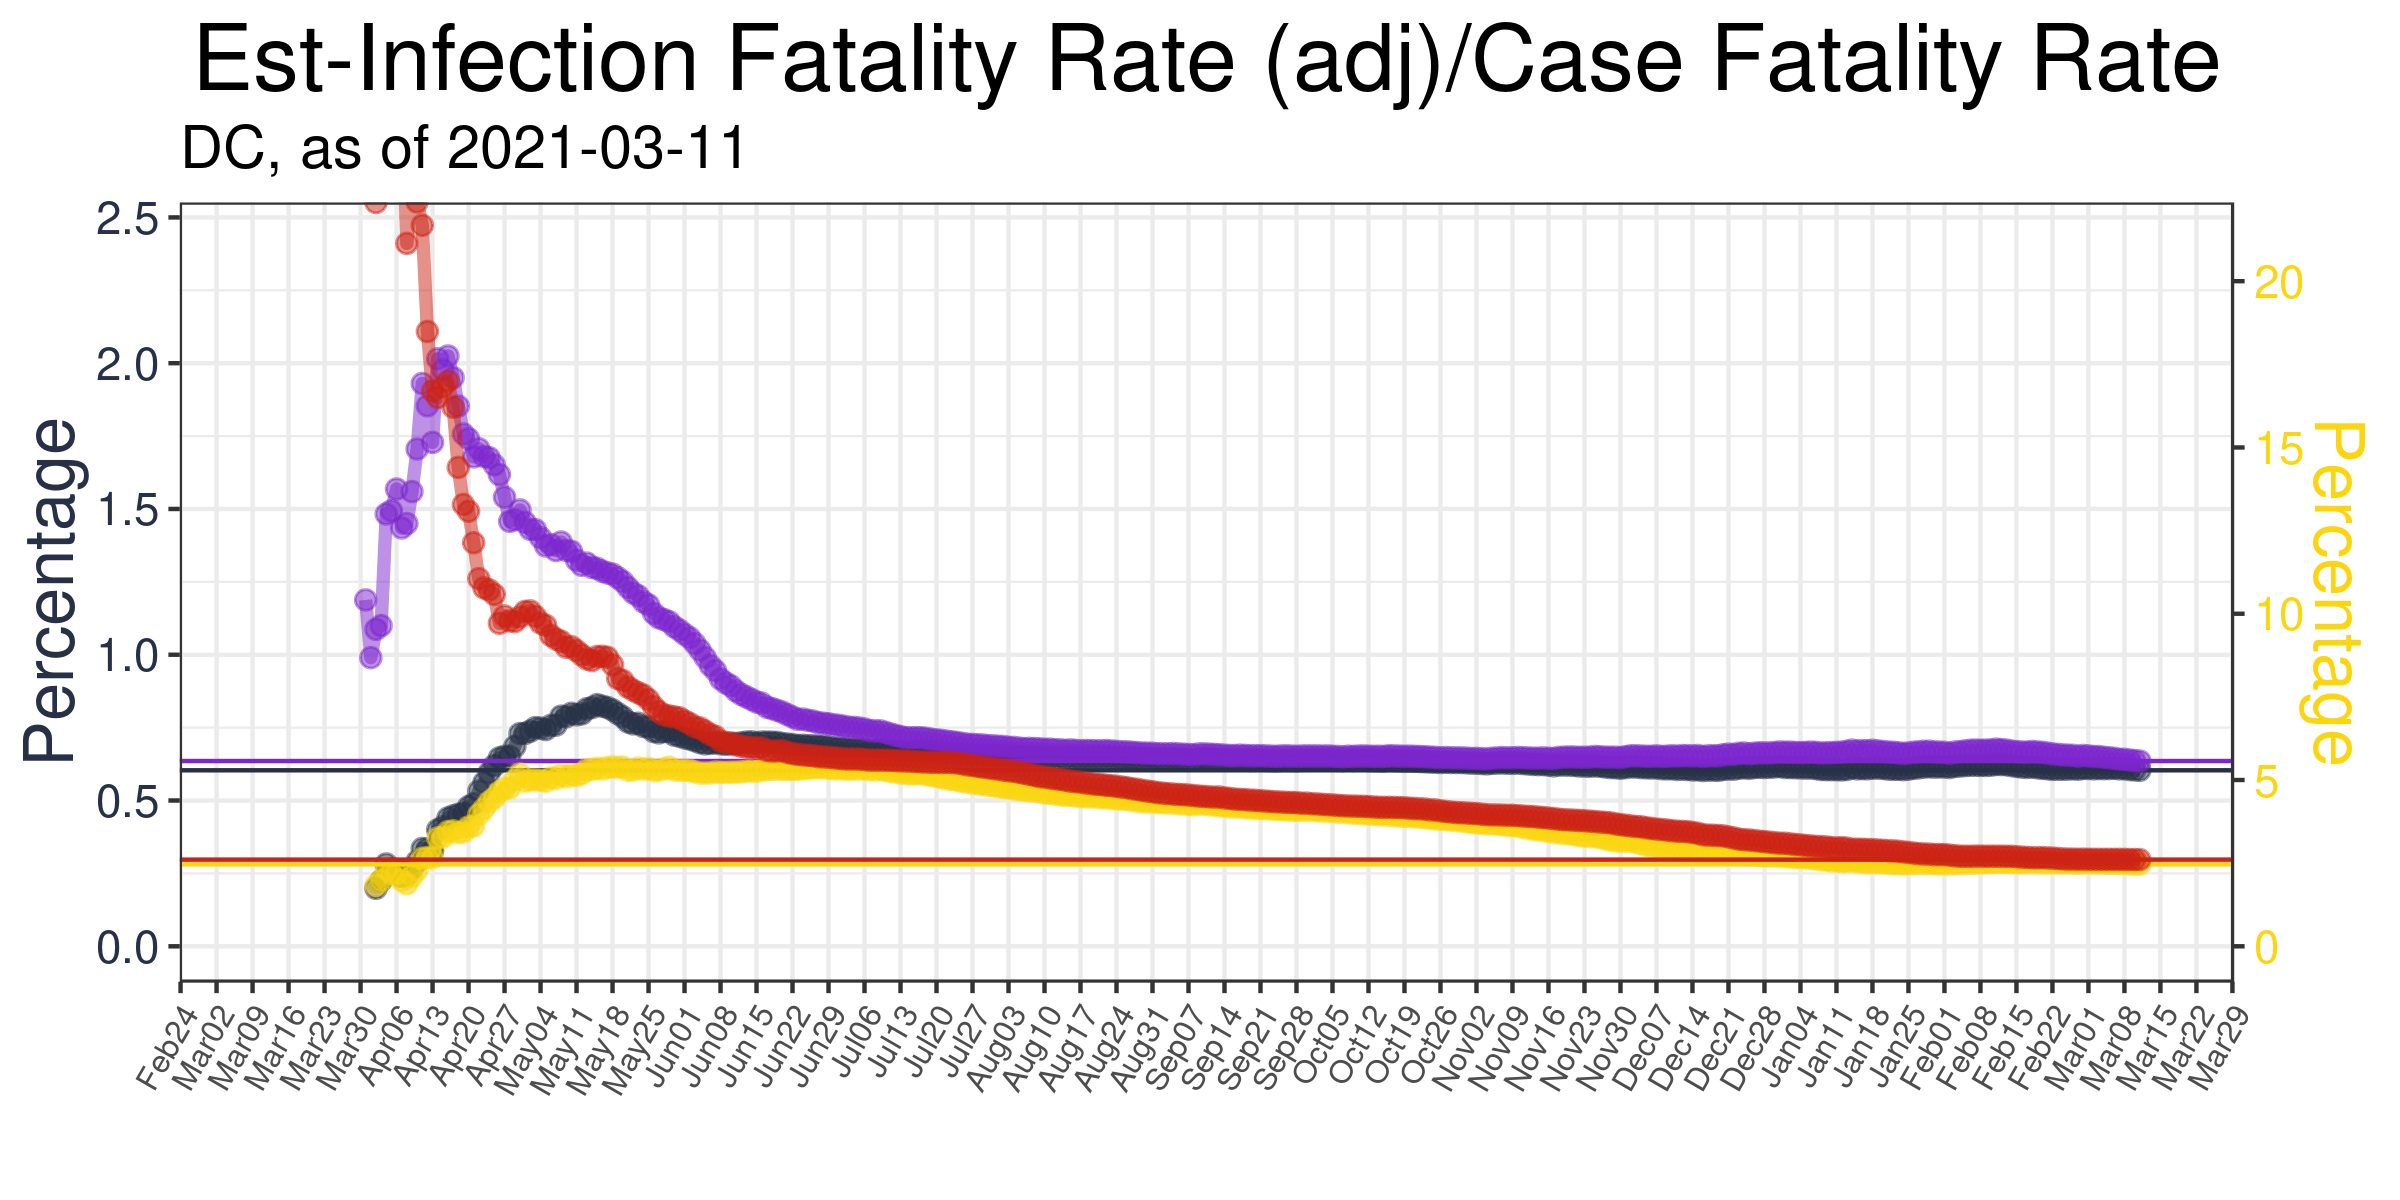 Est-Infection Fatality Rate (adj)/Case Fatality Rate
DC, as of 2021-03-11
Percentage
2.5
2.0
1.5
1.0
0.5
0.0
20
15
10
5
0
Percentage
Feb24
Mar02
Mar09
Mar16
Mar23
Mar30
Apr06
Apr13
Apr20
Apr27
May04
May11
May18
May25
Jun01
Jun08
Jun15
Jun22
Jun29
Jul06
Jul13
Jul20
Jul27
Aug03
Aug10
Aug17
Aug24
Aug31
Sep07
Sep14
Sep21
Sep28
Oct05
Oct12
Oct19
Oct26
Nov02
Nov09
Nov16
Nov23
Nov30
Dec07
Dec14
Dec21
Dec28
Jan04
Jan11
Jan18
Jan25
Feb01
Feb08
Feb15
Feb22
Mar01
Mar08
Mar15
Mar22
Mar29